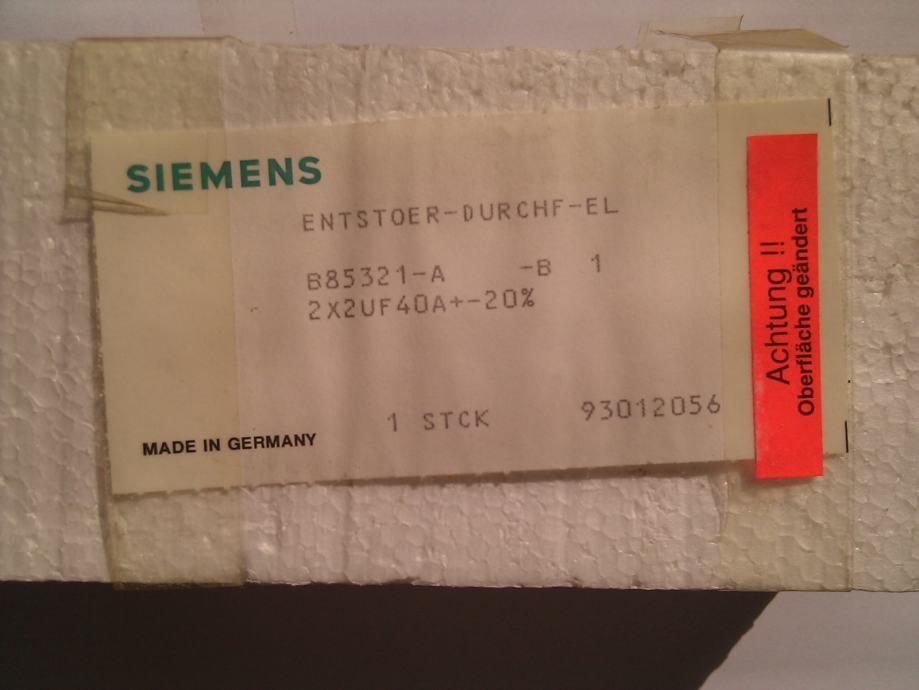 SIEMENS
ENTSTOER-DURCHF-EL
B85321-A -B 1
2X2UF40A+-20%
1 STCK 93012056
MADE IN GERMANY
Achtung !!
Oberfläche geändert